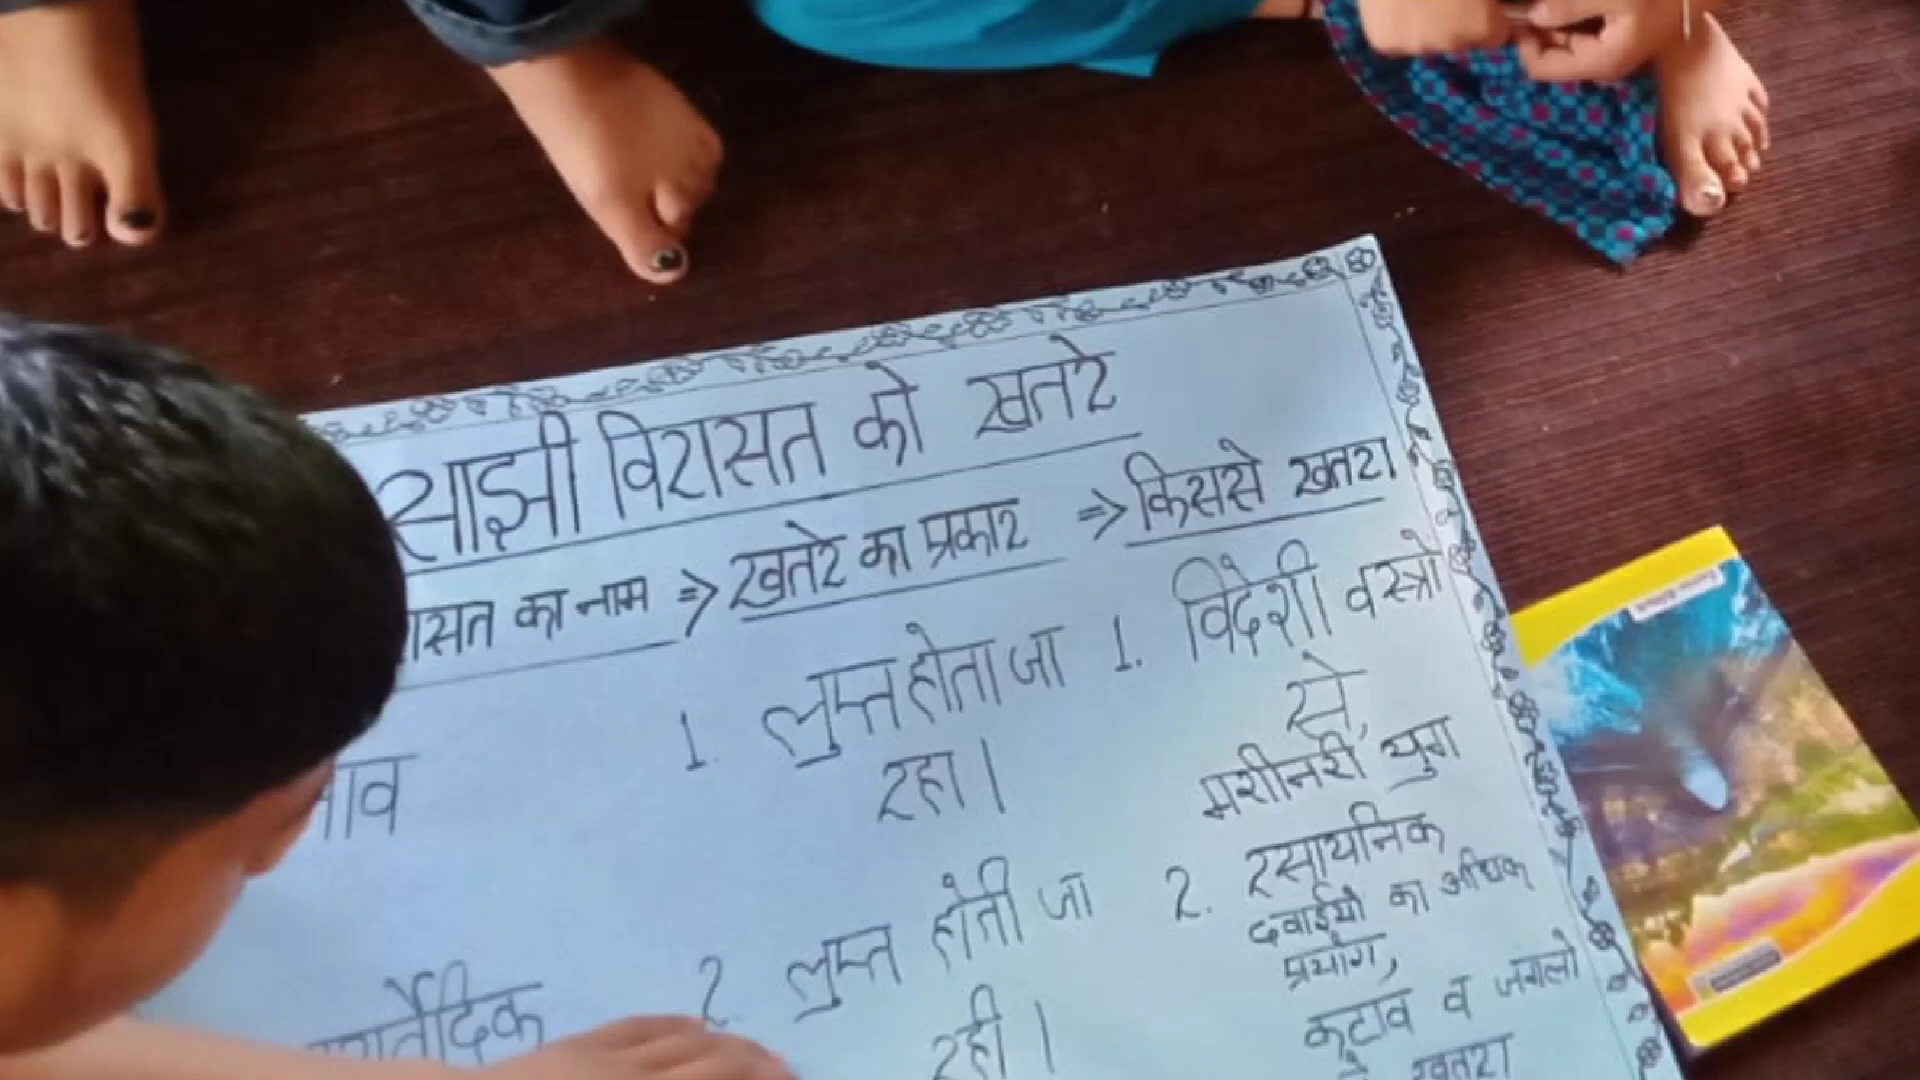 साझी विरासत को खतरे
रासत का नाम => खतरे का प्रकार => किससे खतरा
1. लुप्त होता जा रहा।
1. विदेशी वस्त्रो से,
मशीनरी युग
2. लुप्त होती जा रही।
2. रसायनिक
दवाईयो का अधिक
प्रयोग,
कटाव व जगलो
खतरा